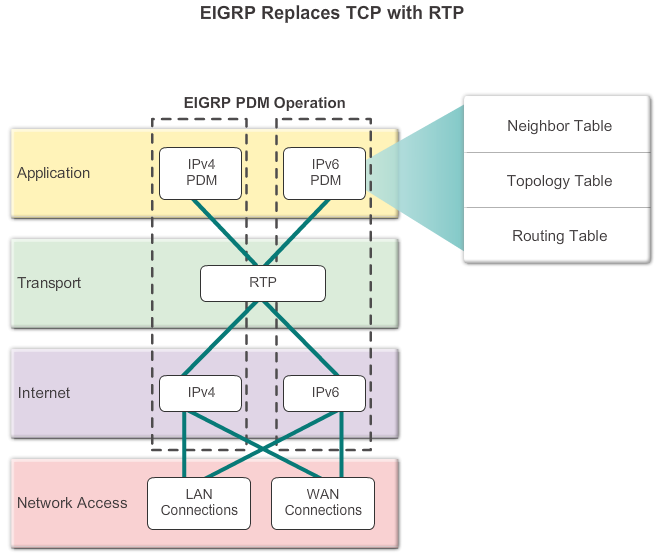 EIGRP Replaces TCP with RTP
EIGRP PDM Operation
Application
IPv4
PDM
IPv6
PDM
Neighbor Table
Topology Table
Routing Table
Transport
RTP
Internet
IPv4
IPv6
Network Access
LAN
Connections
WAN
Connections